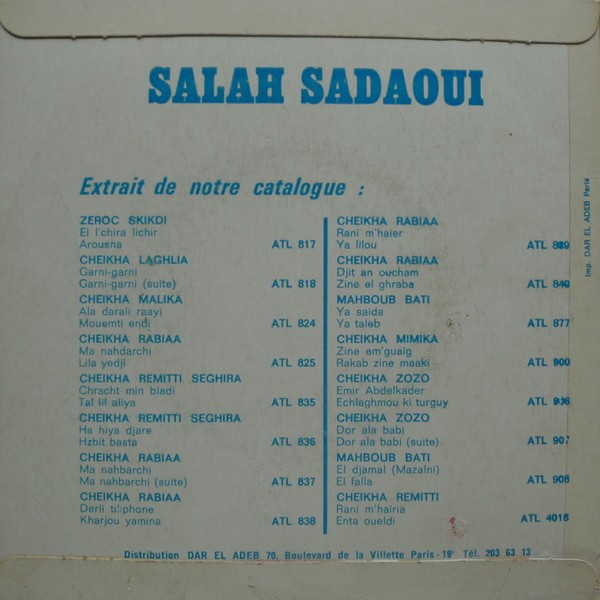 SALAH SADAOUI
Extrait de notre catalogue :
ZEROC SKIKDI
El l'chira lichir
Arousna ATL 817
CHEIKHA LAGHLIA
Garni-garni
Garni-garni (suite) ATL 818
CHEIKHA MALIKA
Ala darali raayi
Mouemti endi ATL 824
CHEIKHA RABIAA
Ma nahdarchi
Lila yedji ATL 825
CHEIKHA REMITTI SEGHIRA
Chracht min bladi
Tal lil aliya ATL 835
CHEIKHA REMITTI SEGHIRA
Ha hiya djare
Hzbit basta ATL 836
CHEIKHA RABIAA
Ma nahbarchi
Ma nahbarchi (suite) ATL 837
CHEIKHA RABIAA
Derli
Kharjou yamina ATL 838
CHEIKHA RABIAA
Rani m'haier
Ya lilou ATL
CHEIKHA RABIAA
Djit an oucham
Zine el ghraba ATL 840
MAHBOUB BATI
Ya saida
Ya taleb ATL 877
CHEIKHA MIMIKA
Zine em'guaig
Rakab zine maaki ATL 900
CHEIKHA ZOZO
Emir Abdelkader
Echlaghmou ki turguy ATL
CHEIKHA ZOZO
Dor ala babi
Dor ala babi (suite) ATL 907
MAHBOUB BATI
El djamal (Mazalni)
El falla ATL 908
CHEIKHA REMITTI
Rani m'hairia
Enta oueldi ATL 4018
Distribution DAR EL ADEB 70, Boulevard de la Villette Paris - 19e Tél. 203 63 13
Imp. DAR EL ADEB Paris